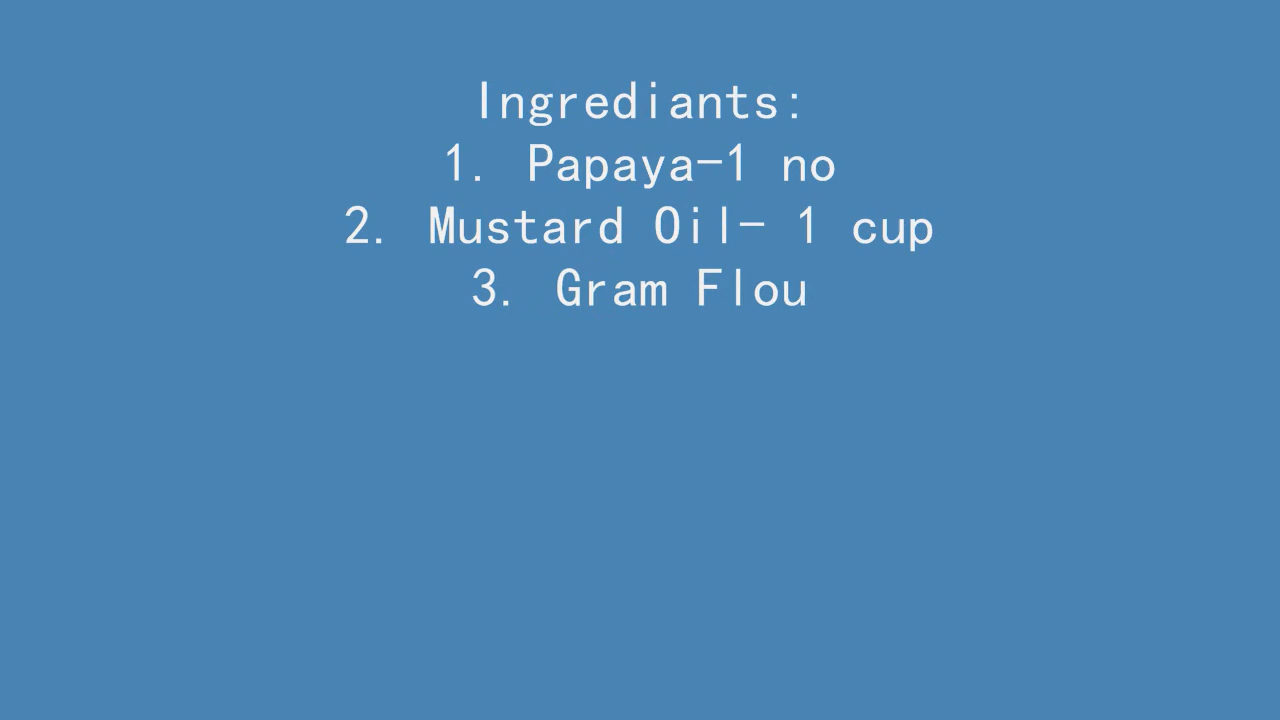 Ingrediants:
1. Papaya-1 no
2. Mustard Oil- 1 cup
3. Gram Flou